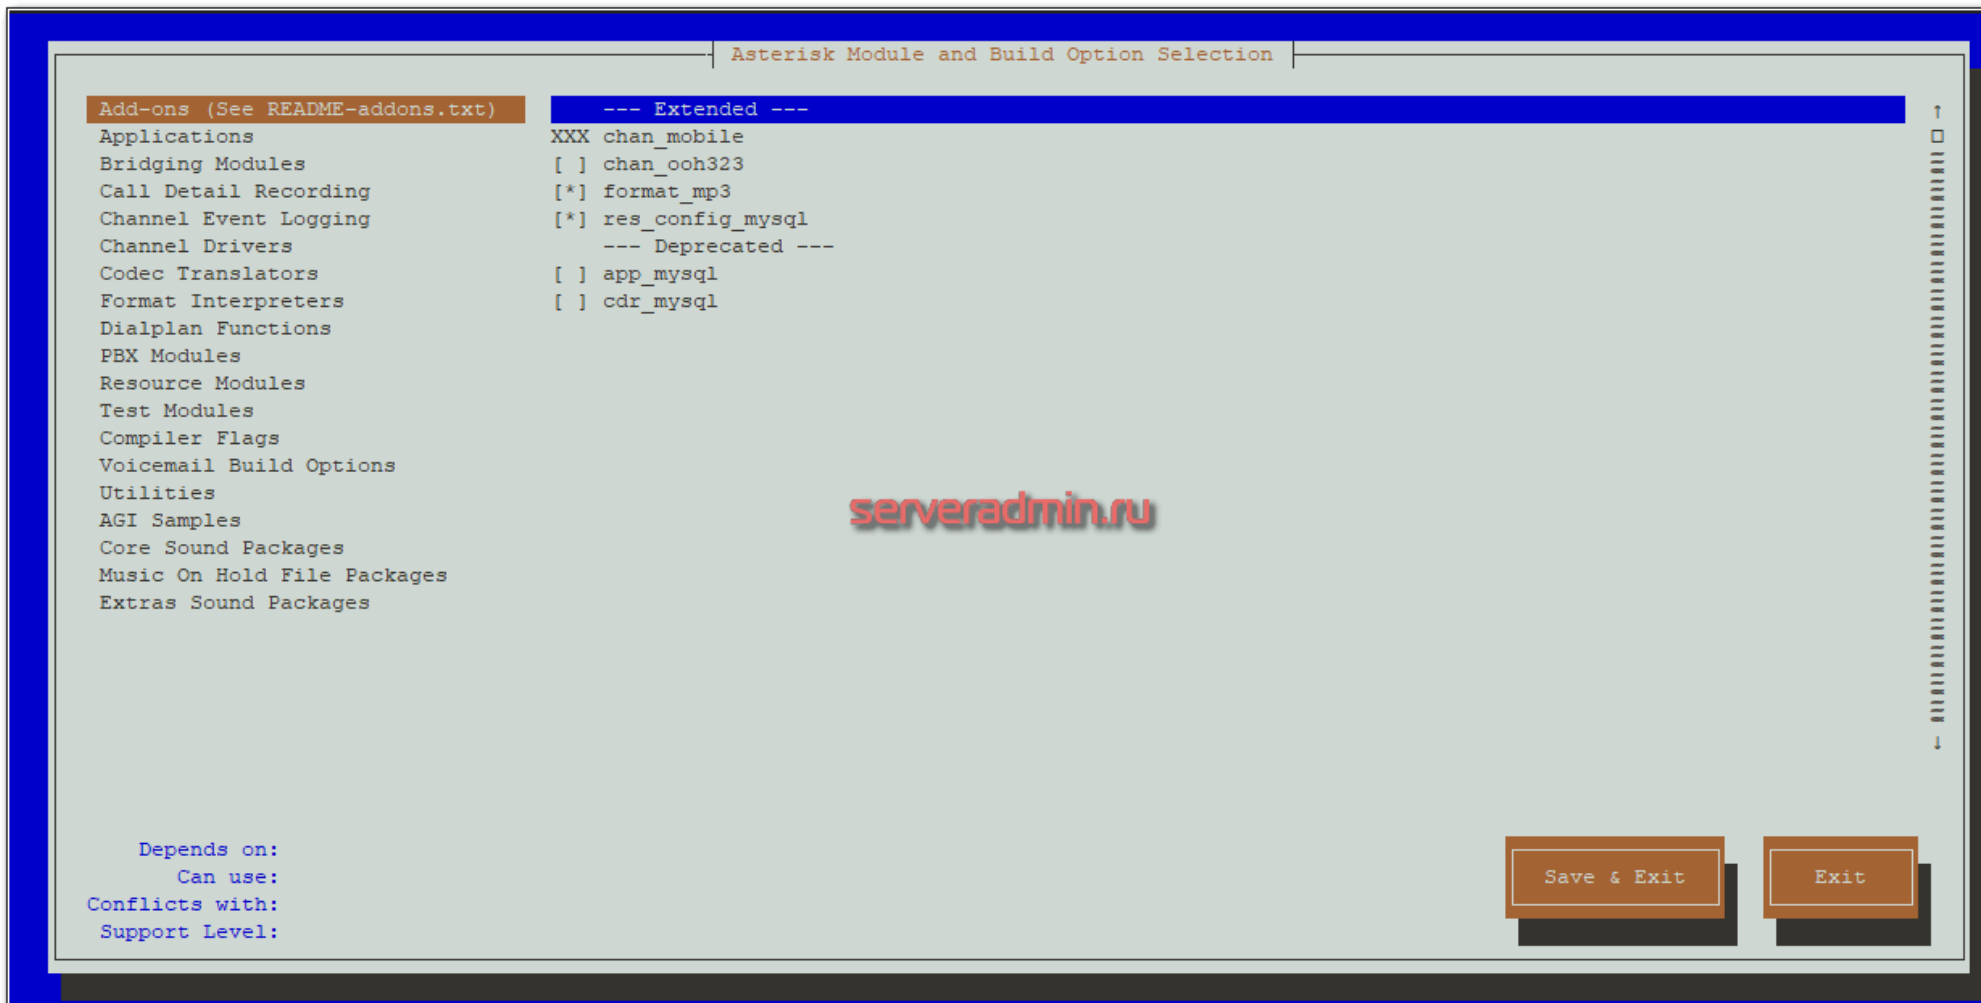 Asterisk Module and Build Option Selection
Add-ons (See README-addons.txt)
Applications
Bridging Modules
Call Detail Recording
Channel Event Logging
Channel Drivers
Codec Translators
Format Interpreters
Dialplan Functions
PBX Modules
Resource Modules
Test Modules
Compiler Flags
Voicemail Build Options
Utilities
AGI Samples
Core Sound Packages
Music On Hold File Packages
Extras Sound Packages
--- Extended ---
XXX chan_mobile
[ ] chan_ooh323
[*] format_mp3
[*] res_config_mysql
--- Deprecated ---
[ ] app_mysql
[ ] cdr_mysql
serveradmin.ru
Depends on:
Can use:
Conflicts with:
Support Level:
Save & Exit
Exit